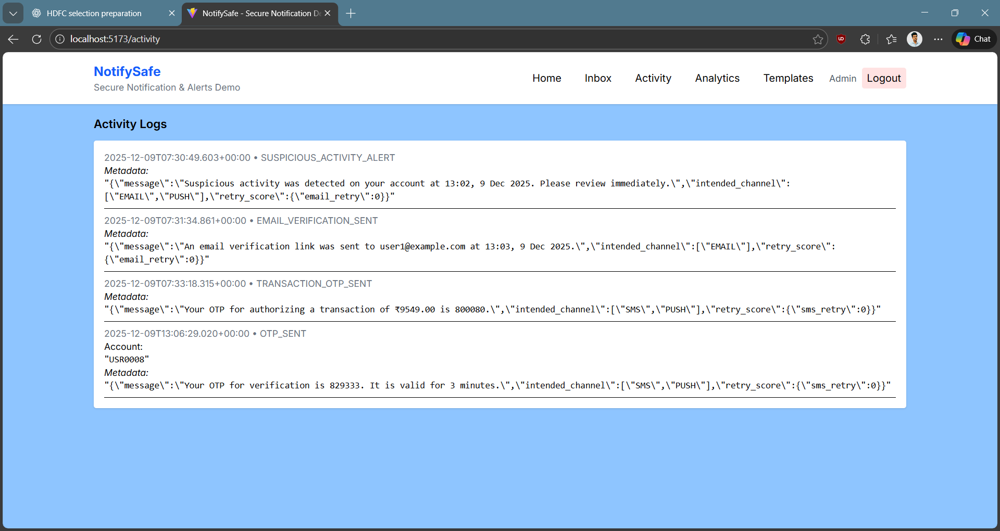 HDFC selection preparation
NotifySafe - Secure Notification De
localhost:5173/activity
Chat
NotifySafe
Secure Notification & Alerts Demo
Home
Inbox
Activity
Analytics
Templates
Admin
Logout
Activity Logs
2025-12-09T07:30:49.603+00:00 • SUSPICIOUS_ACTIVITY_ALERT
Metadata:
"{\"message\":\"Suspicious activity was detected on your account at 13:02, 9 Dec 2025. Please review immediately.\",\"intended_channel\":
[\"EMAIL\",\"PUSH\"],\"retry_score\":{\"email_retry\":0}}"
2025-12-09T07:31:34.861+00:00 • EMAIL_VERIFICATION_SENT
Metadata:
"{\"message\":\"An email verification link was sent to user1@example.com at 13:03, 9 Dec 2025.\",\"intended_channel\":[\"EMAIL\"],\"retry_score\":
{\"email_retry\":0}}"
2025-12-09T07:33:18.315+00:00 • TRANSACTION_OTP_SENT
Metadata:
"{\"message\":\"Your OTP for authorizing a transaction of ₹9549.00 is 800080.\",\"intended_channel\":[\"SMS\",\"PUSH\"],\"retry_score\":{\"sms_retry\":0}}"
2025-12-09T13:06:29.020+00:00 • OTP_SENT
Account:
"USR0008"
Metadata:
"{\"message\":\"Your OTP for verification is 829333. It is valid for 3 minutes.\",\"intended_channel\":[\"SMS\",\"PUSH\"],\"retry_score\":{\"sms_retry\":0}}"